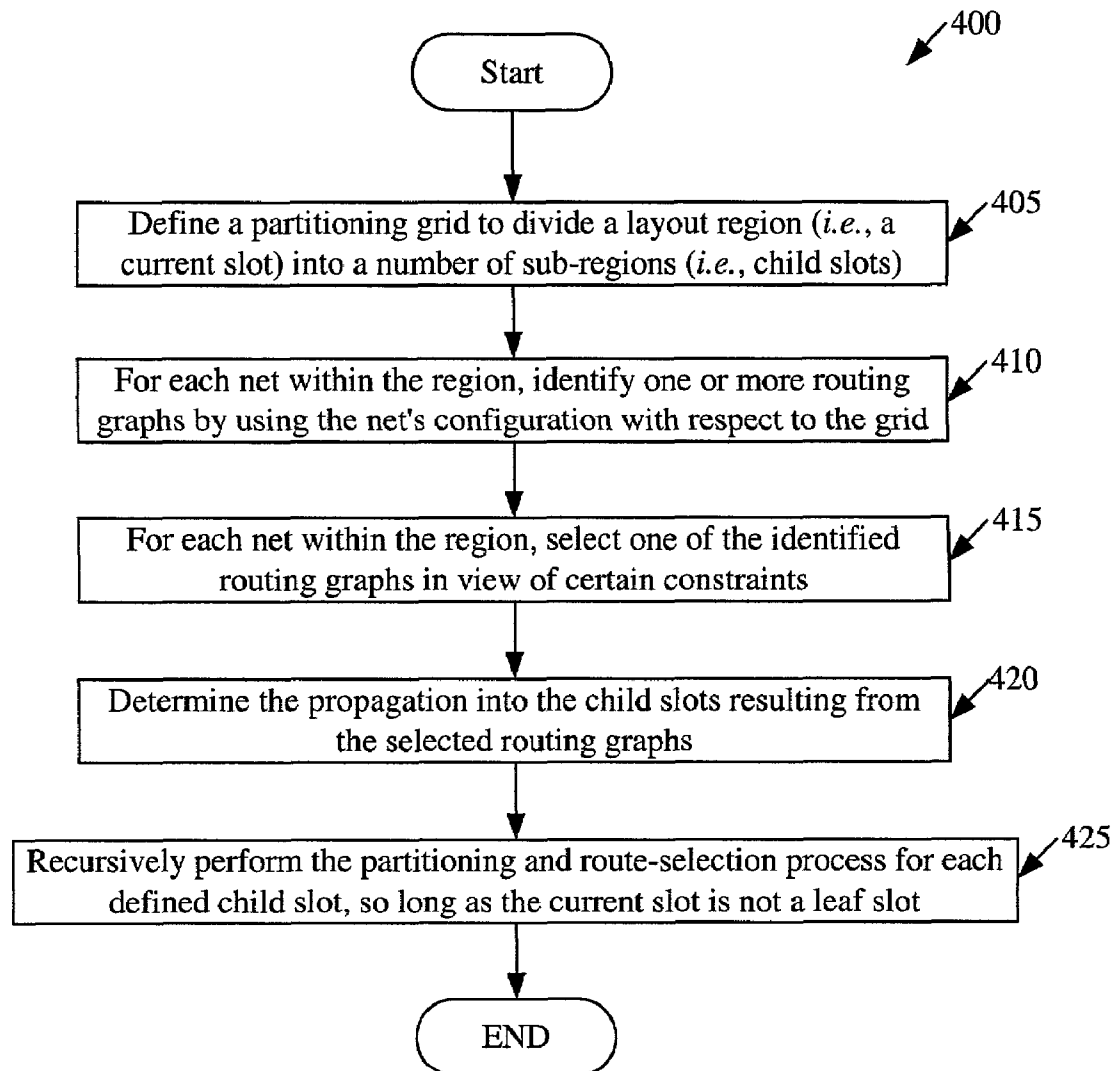 400
Start
405
Define a partitioning grid to divide a layout region (i.e., a
current slot) into a number of sub-regions (i.e., child slots)
410
For each net within the region, identify one or more routing
graphs by using the net's configuration with respect to the grid
415
For each net within the region, select one of the identified
routing graphs in view of certain constraints
420
Determine the propagation into the child slots resulting from
the selected routing graphs
425
Recursively perform the partitioning and route-selection process for each
defined child slot, so long as the current slot is not a leaf slot
END